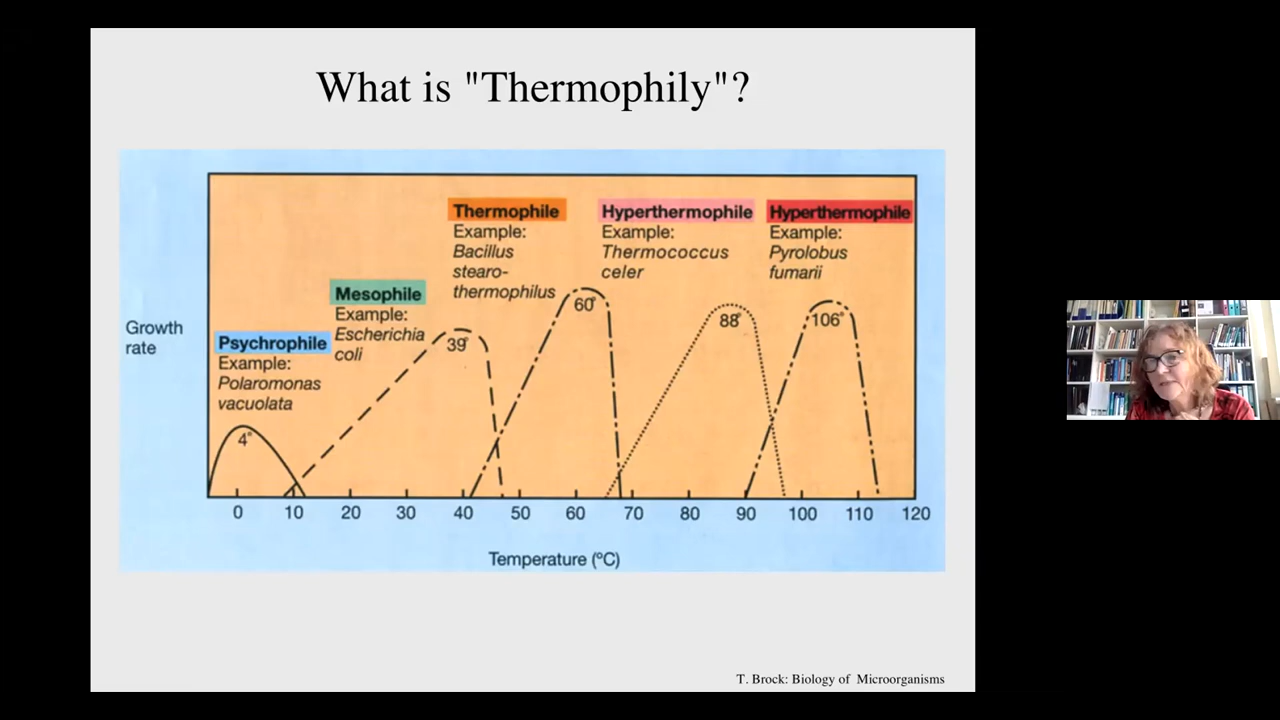 What is "Thermophily"?
Thermophile
Example:
Bacillus
stearo-
thermophilus
Hyperthermophile
Example:
Thermococcus
celer
Hyperthermophile
Example:
Pyrolobus
fumarii
Mesophile
Example:
Escherichia
coli
Psychrophile
Example:
Polaromonas
vacuolata
Growth
rate
4°
39°
60°
88°
106°
0 10 20 30 40 50 60 70 80 90 100 110 120
Temperature (°C)
T. Brock: Biology of Microorganisms